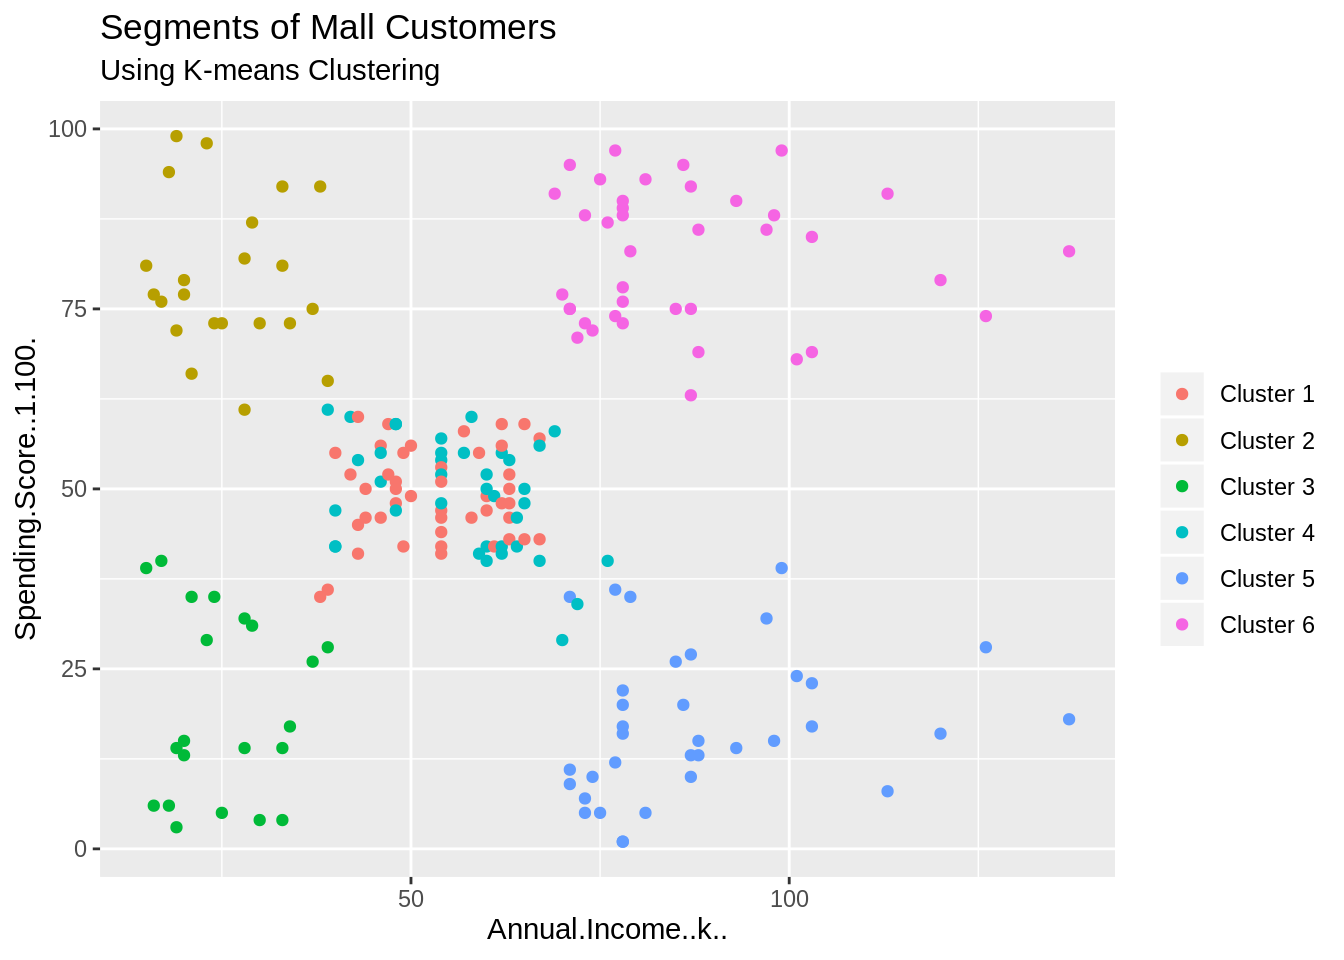 Segments of Mall Customers
Using K-means Clustering
100
75
50
25
0
Spending.Score..1.100.
50
100
Annual.Income..k..
Cluster 1
Cluster 2
Cluster 3
Cluster 4
Cluster 5
Cluster 6